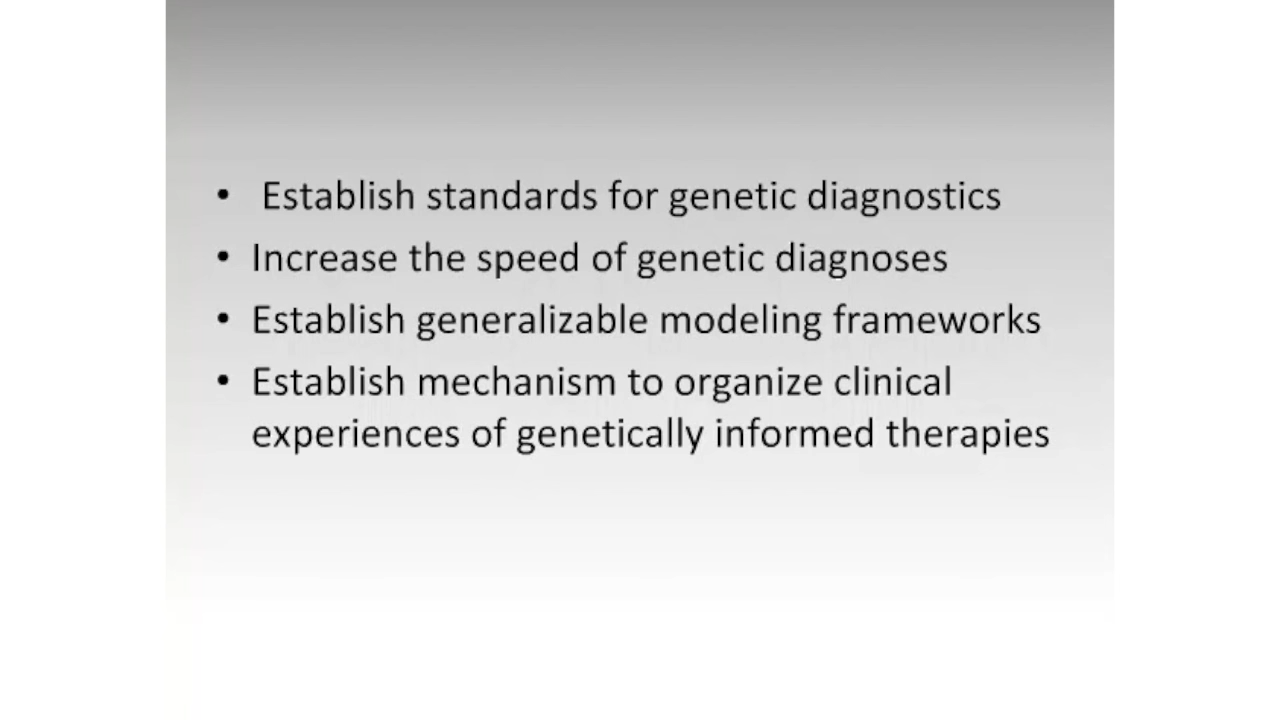 • Establish standards for genetic diagnostics
• Increase the speed of genetic diagnoses
• Establish generalizable modeling frameworks
• Establish mechanism to organize clinical
experiences of genetically informed therapies